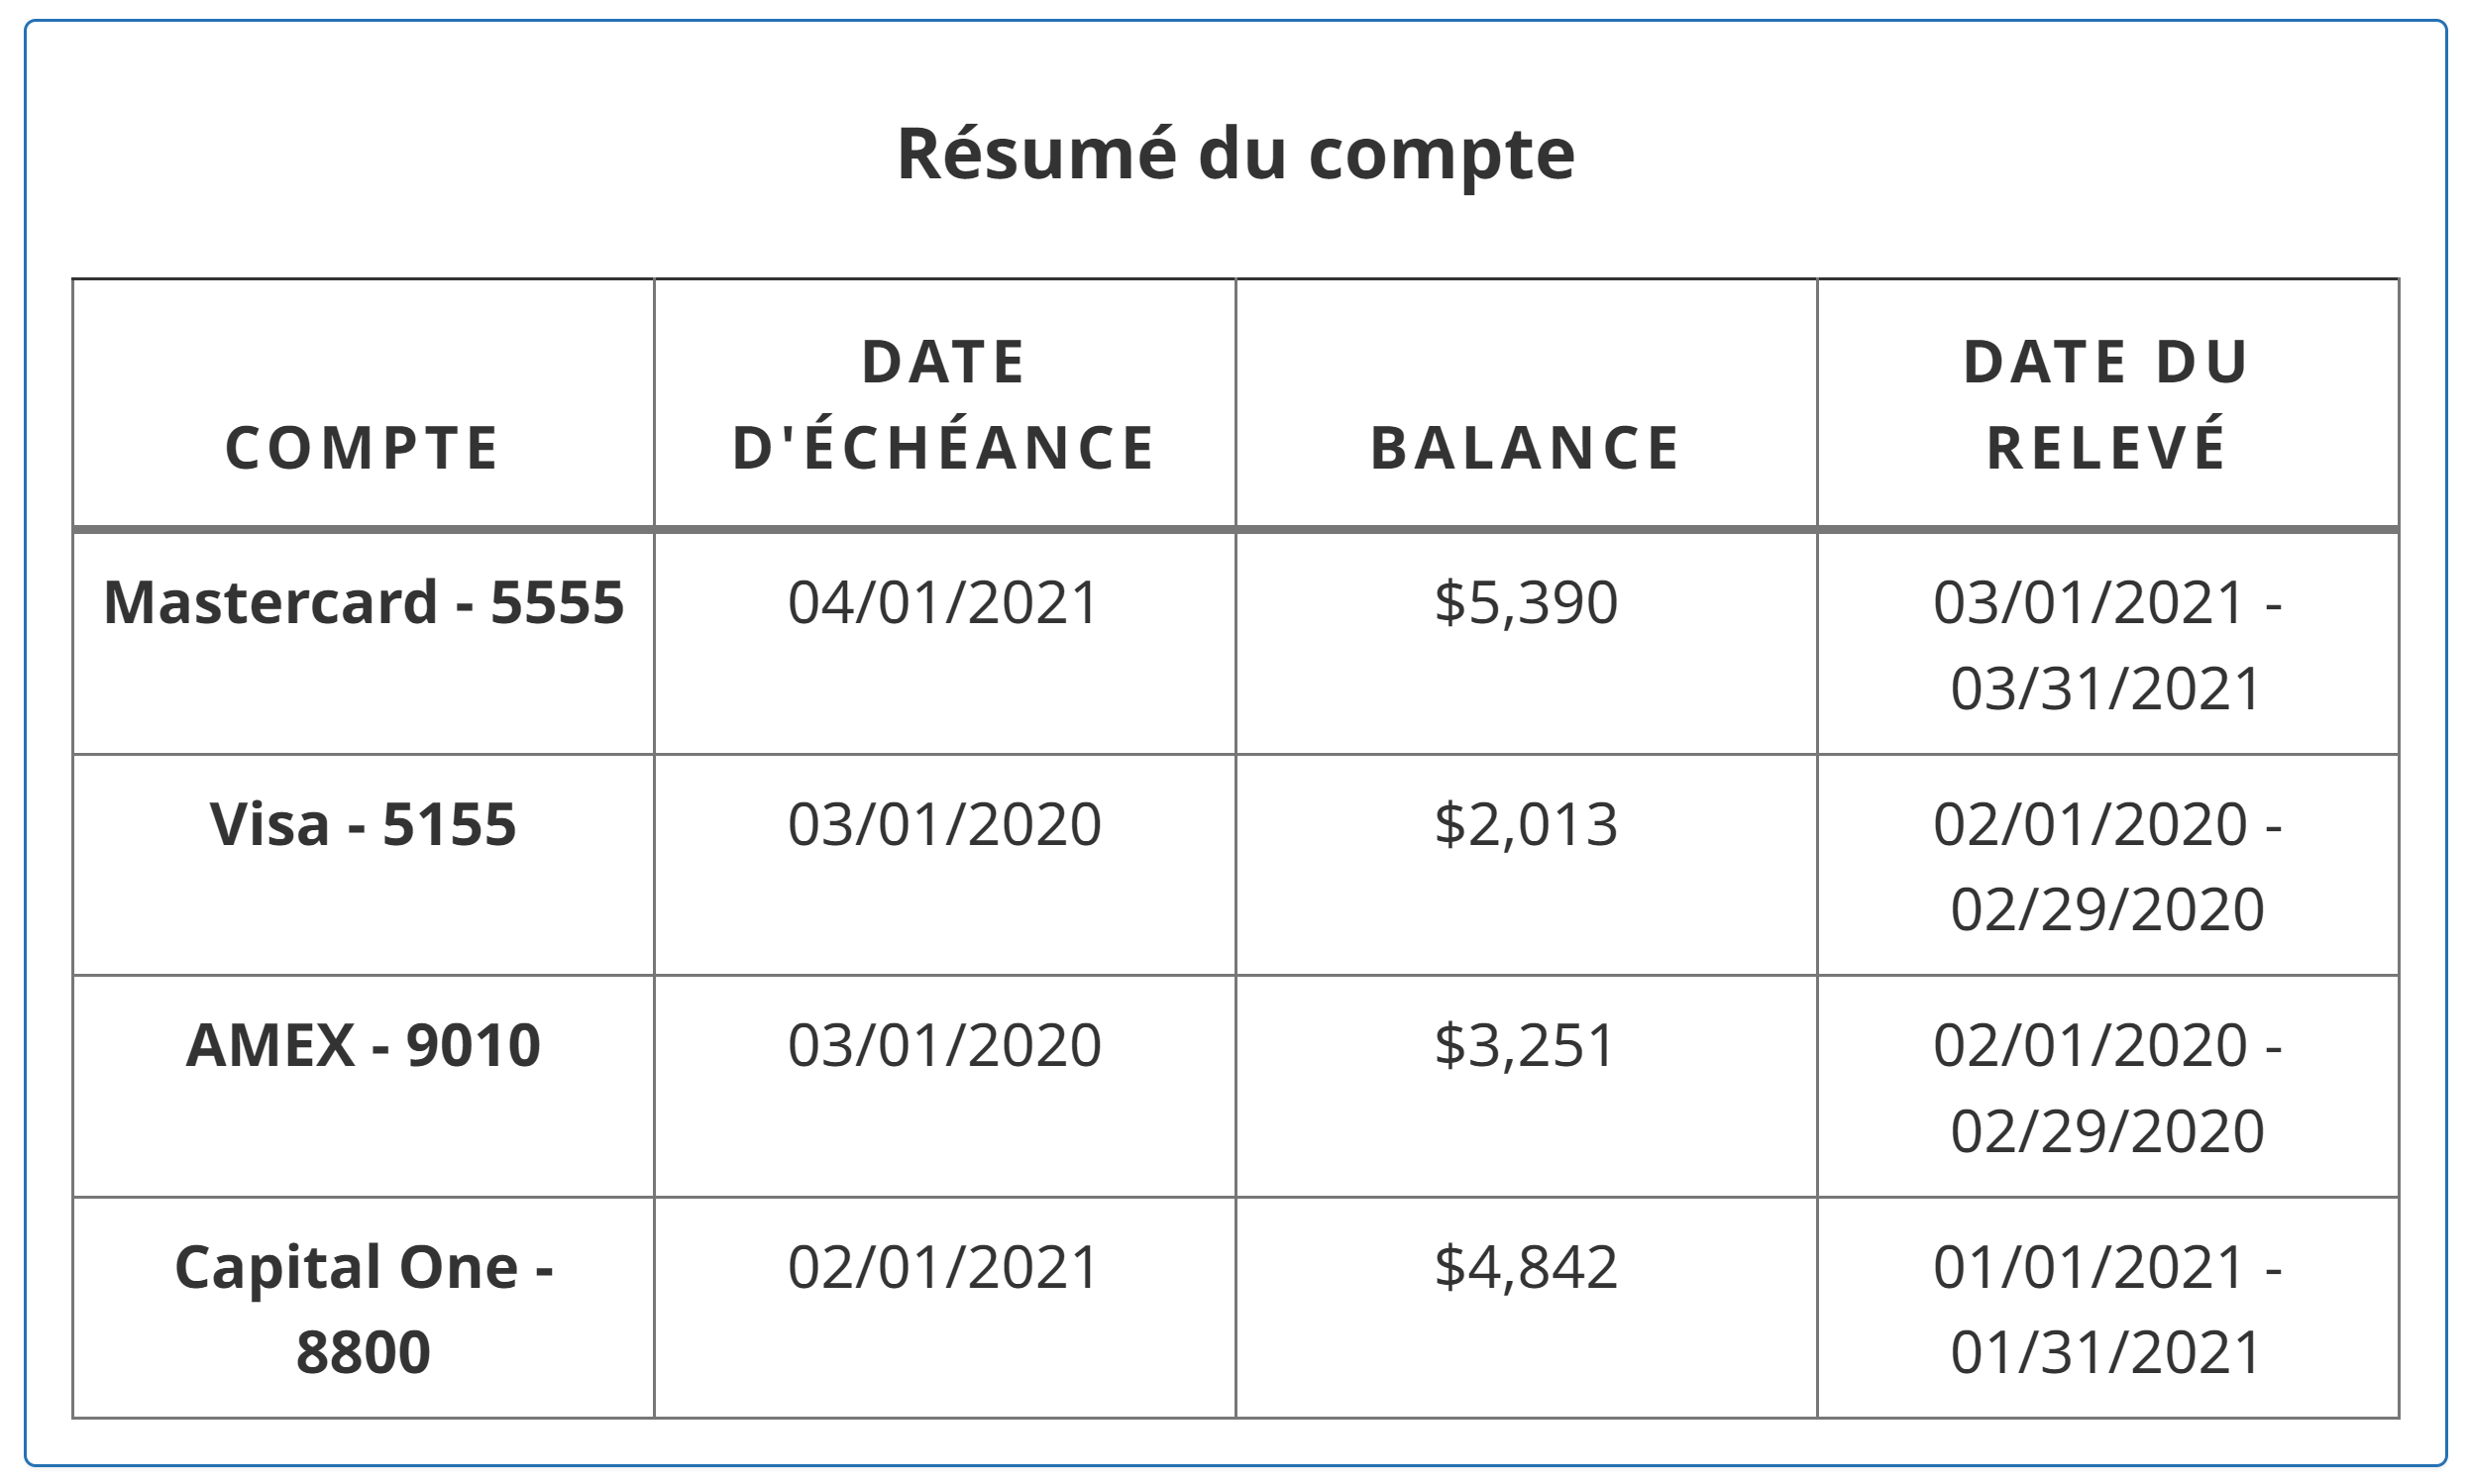 Résumé du compte
COMPTE
DATE
D'ÉCHÉANCE
BALANCE
DATE DU
RELEVÉ
Mastercard - 5555
04/01/2021
$5,390
03/01/2021 -
03/31/2021
Visa - 5155
03/01/2020
$2,013
02/01/2020 -
02/29/2020
AMEX - 9010
03/01/2020
$3,251
02/01/2020 -
02/29/2020
Capital One -
8800
02/01/2021
$4,842
01/01/2021 -
01/31/2021